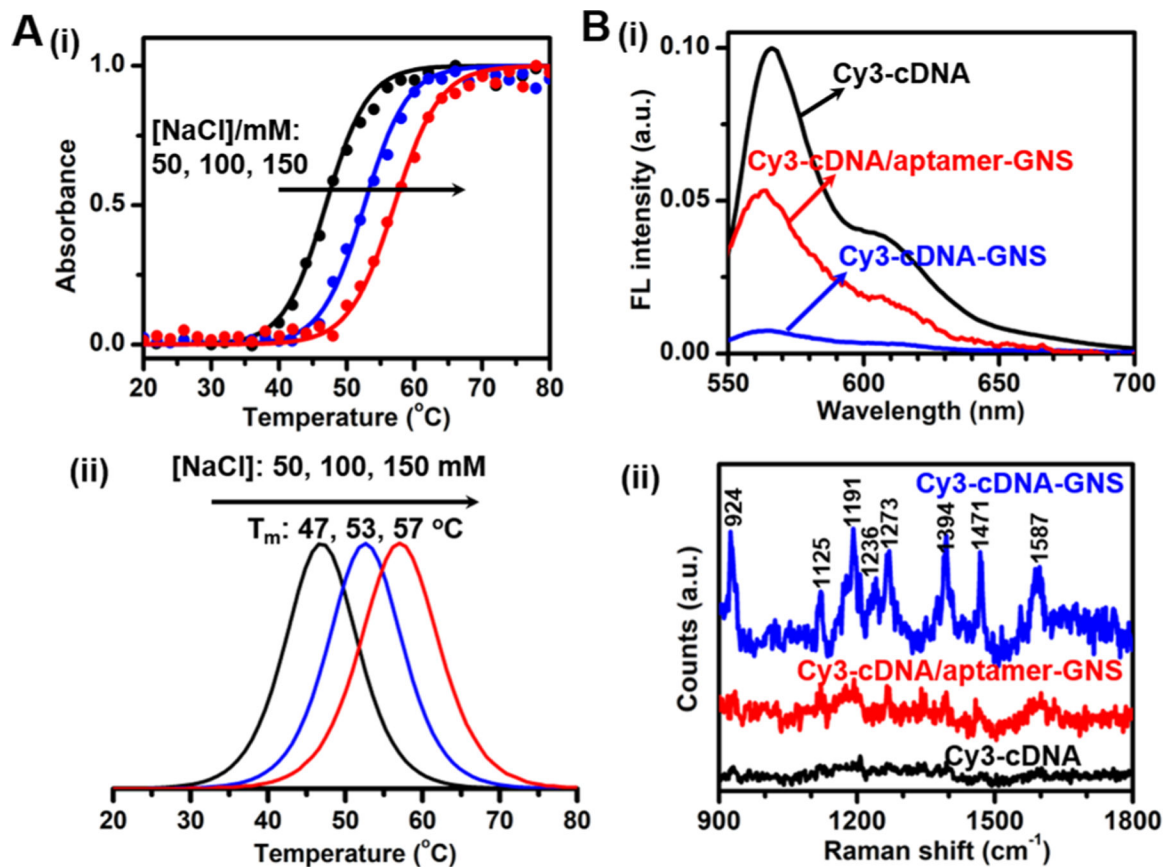 A (i)
1.0
0.5
0.0
Absorbance
[NaCl]/mM:
50, 100, 150
20 30 40 50 60 70 80
Temperature (°C)
(ii)
[NaCl]: 50, 100, 150 mM
Tm: 47, 53, 57 °C
20 30 40 50 60 70 80
Temperature (°C)
B (i)
0.10
0.05
0.00
FL intensity (a.u.)
Cy3-cDNA
Cy3-cDNA/aptamer-GNS
Cy3-cDNA-GNS
550 600 650 700
Wavelength (nm)
(ii)
Cy3-cDNA-GNS
924
1125
1191
1236
1273
1394
1471
1587
Cy3-cDNA/aptamer-GNS
Cy3-cDNA
Counts (a.u.)
900 1200 1500 1800
Raman shift (cm-1)